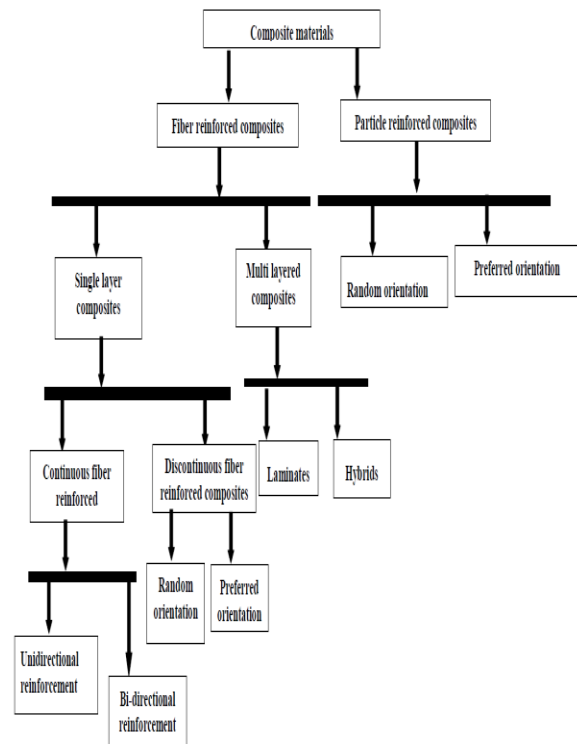 Composite materials
Fiber reinforced composites
Particle reinforced composites
Single layer
composites
Multi layered
composites
Random orientation
Preferred orientation
Continuous fiber
reinforced
Discontinuous fiber
reinforced composites
Laminates
Hybrids
Random
orientation
Preferred
orientation
Unidirectional
reinforcement
Bi-directional
reinforcement